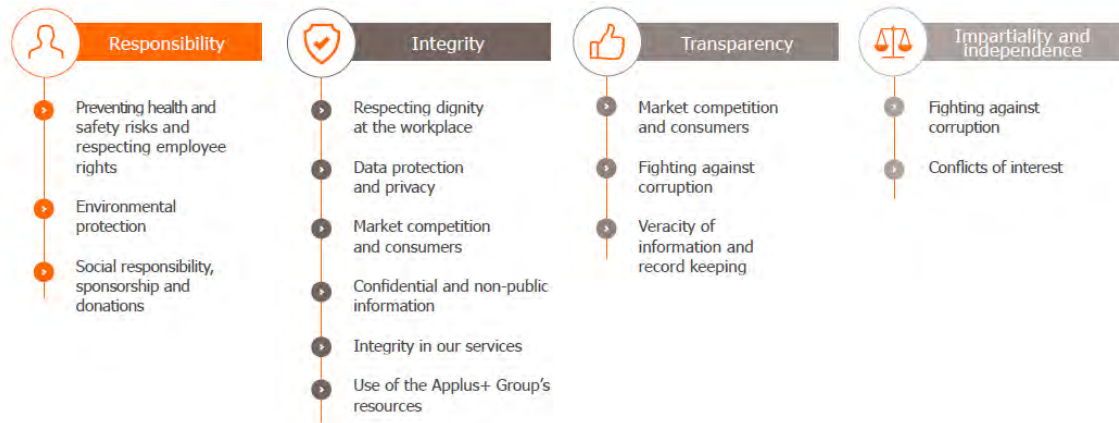 Responsibility
Preventing health and
safety risks and
respecting employee
rights
Environmental
protection
Social responsibility,
sponsorship and
donations
Integrity
Respecting dignity
at the workplace
Data protection
and privacy
Market competition
and consumers
Confidential and non-public
information
Integrity in our services
Use of the Applus+ Group's
resources
Transparency
Market competition
and consumers
Fighting against
corruption
Veracity of
information and
record keeping
Impartiality and
independence
Fighting against
corruption
Conflicts of interest